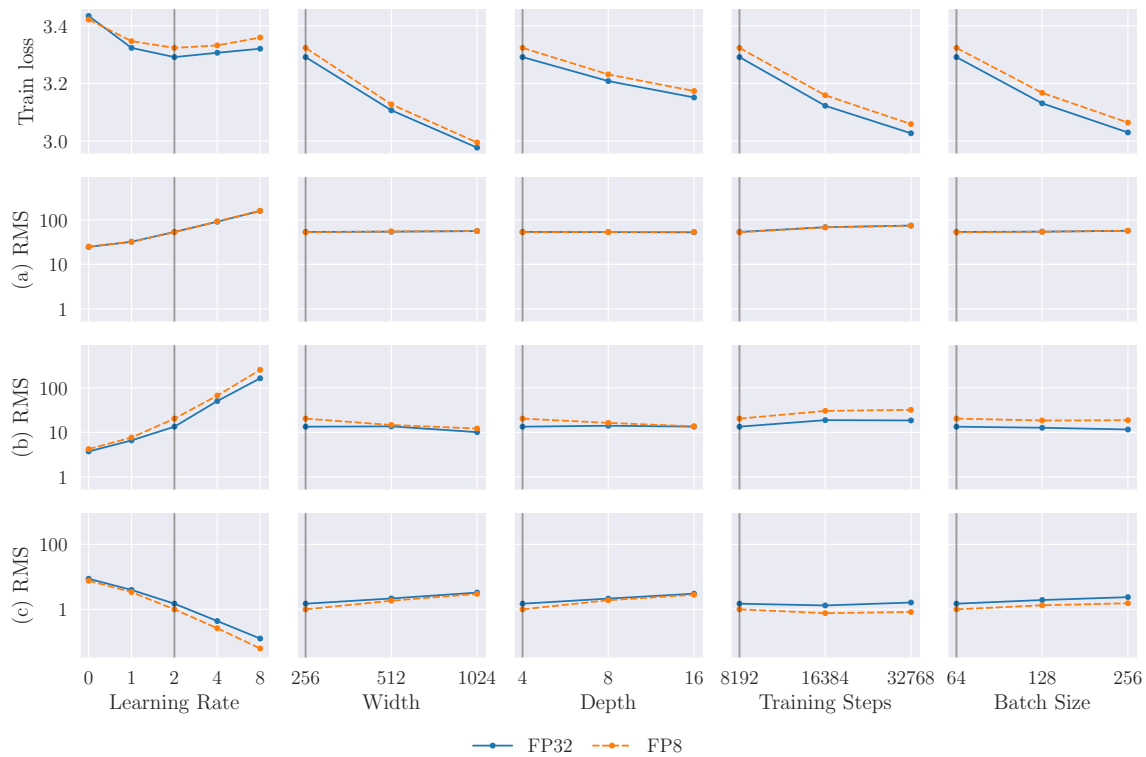 3.4
3.2
3.0
Train loss
100
10
1
(a) RMS
100
10
1
(b) RMS
100
1
(c) RMS
0 1 2 4 8
256 512 1024
4 8 16
8192 16384 32768
64 128 256
Learning Rate
Width
Depth
Training Steps
Batch Size
FP32 FP8